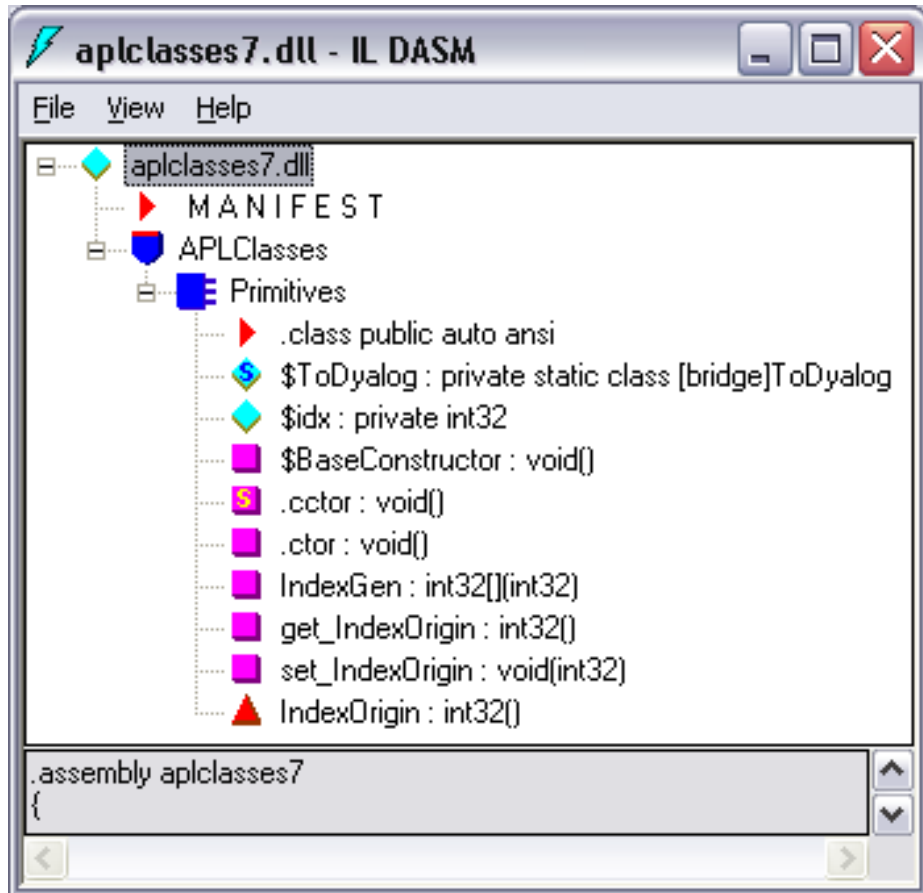 aplclasses7.dll - IL DASM
File View Help
aplclasses7.dll
M A N I F E S T
APLClasses
Primitives
.class public auto ansi
$ToDyalog : private static class [bridge]ToDyalog
$idx : private int32
$BaseConstructor : void()
.cctor : void()
.ctor : void()
IndexGen : int32[](int32)
get_IndexOrigin : int32()
set_IndexOrigin : void(int32)
IndexOrigin : int32()
.assembly aplclasses7
{